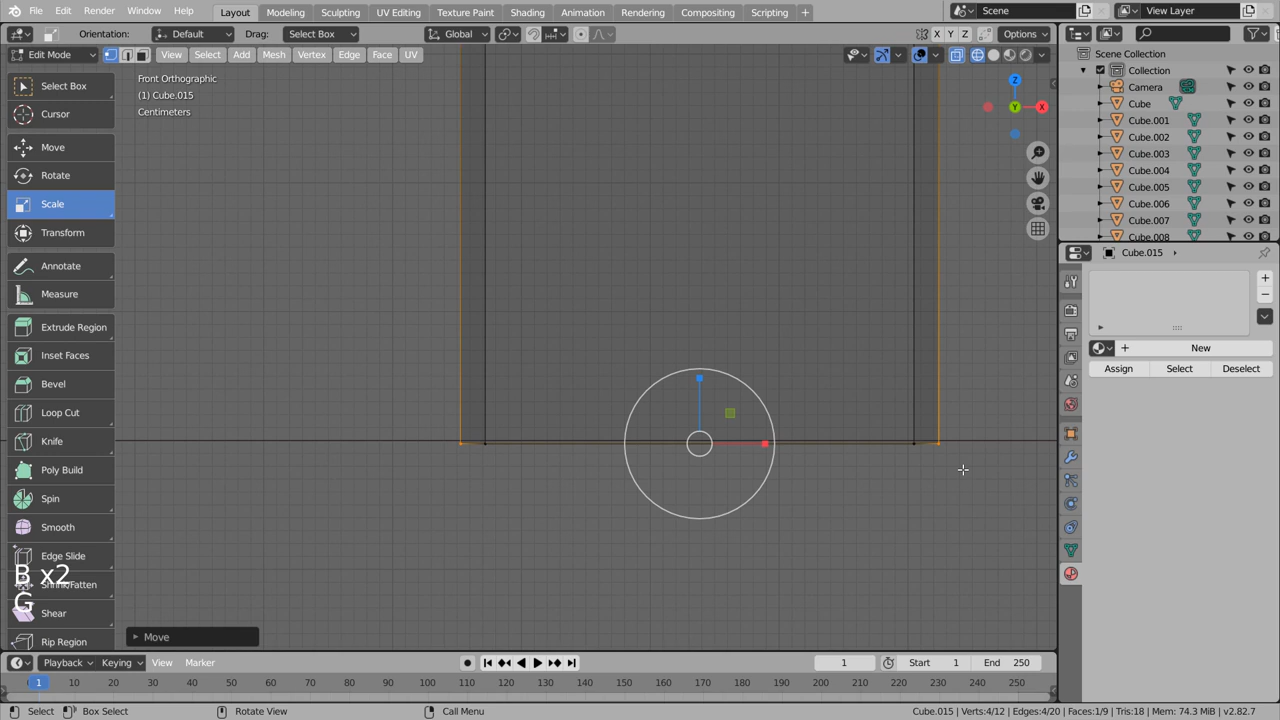 File Edit Render Window Help Layout Modeling Sculpting UV Editing Texture Paint Shading Animation Rendering Compositing Scripting + Scene View Layer
Orientation: Default Drag: Select Box Global X Y Z Options
Edit Mode View Select Add Mesh Vertex Edge Face UV
Scene Collection
Collection
Camera
Cube
Cube.001
Cube.002
Cube.003
Cube.004
Cube.005
Cube.006
Cube.007
Cube.008
Front Orthographic
(1) Cube.015
Centimeters
Z
Y
X
Select Box
Cursor
Move
Rotate
Scale
Transform
Annotate
Measure
Extrude Region
Inset Faces
Bevel
Loop Cut
Knife
Poly Build
Spin
Smooth
Edge Slide
Shrink/Fatten
Shear
Rip Region
B x2
G
Move
Cube.015
New
Assign Select Deselect
Playback Keying View Marker 1 Start 1 End 250
1 10 20 30 40 50 60 70 80 90 100 110 120 130 140 150 160 170 180 190 200 210 220 230 240 250
Select Box Select Rotate View Call Menu Cube.015 | Verts:4/12 | Edges:4/20 | Faces:1/9 | Tris:18 | Mem: 74.3 MiB | v2.82.7